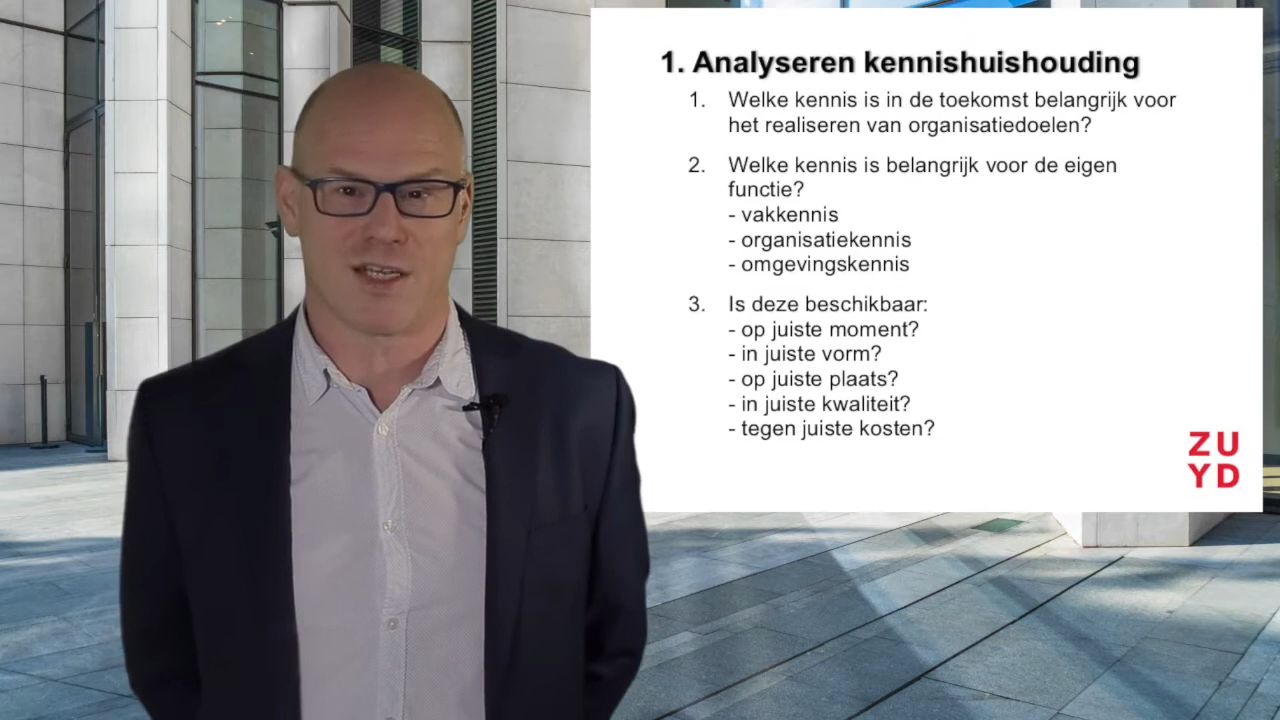 1. Analyseren kennishuishouding
1. Welke kennis is in de toekomst belangrijk voor
het realiseren van organisatiedoelen?
2. Welke kennis is belangrijk voor de eigen
functie?
- vakkennis
- organisatiekennis
- omgevingskennis
3. Is deze beschikbaar:
- op juiste moment?
- in juiste vorm?
- op juiste plaats?
- in juiste kwaliteit?
- tegen juiste kosten?
ZU
YD